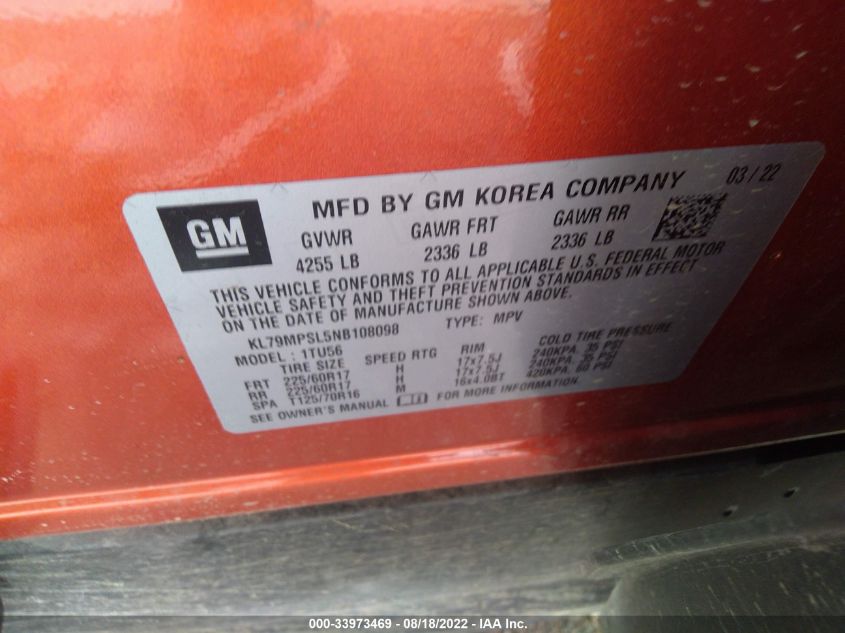 GM
MFD BY GM KOREA COMPANY 03/22
GVWR GAWR FRT GAWR RR
4255 LB 2336 LB 2336 LB
THIS VEHICLE CONFORMS TO ALL APPLICABLE U.S. FEDERAL MOTOR
VEHICLE SAFETY AND THEFT PREVENTION STANDARDS IN EFFECT
ON THE DATE OF MANUFACTURE SHOWN ABOVE.
KL79MPSL5NB108098 TYPE: MPV
MODEL: 1TU56
TIRE SIZE SPEED RTG RIM COLD TIRE PRESSURE
FRT 225/60R17 H 17x7.5J 240KPA. 35 PSI
RR 225/60R17 H 17x7.5J 240KPA. 35 PSI
SPA T125/70R16 M 16x4.0BT 420KPA. 60 PSI
SEE OWNER'S MANUAL FOR MORE INFORMATION.
000-33973469 - 08/18/2022 - IAA Inc.